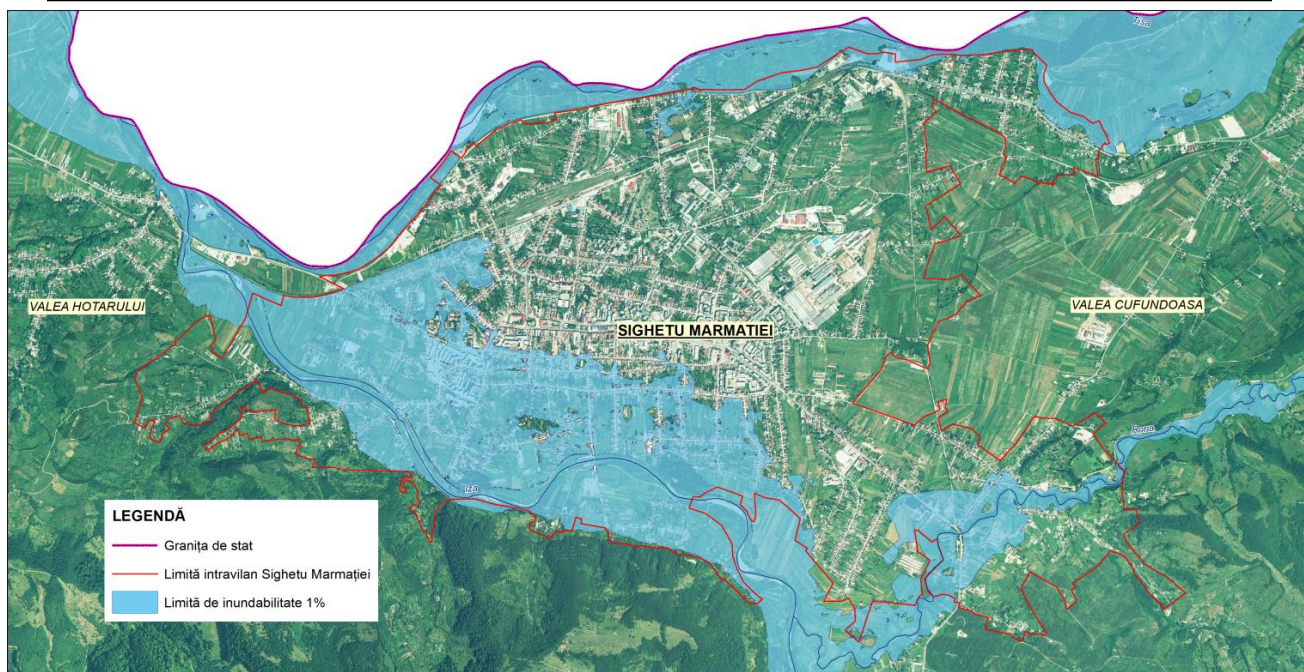 Tisa
VALEA HOTARULUI
SIGHETU MARMATIEI
VALEA CUFUNDOASA
Rona
Iza
LEGENDĂ
Granița de stat
Limită intravilan Sighetu Marmației
Limită de inundabilitate 1%